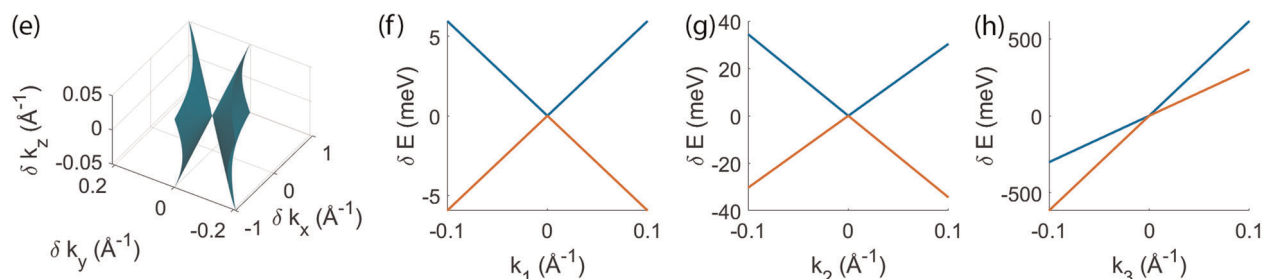 (e)
δ k_z (Å⁻¹)
0.05
0
-0.05
0.2
0
-0.2
δ k_y (Å⁻¹)
-1
0
1
δ k_x (Å⁻¹)
(f)
δ E (meV)
5
0
-5
-0.1 0 0.1
k_1 (Å⁻¹)
(g)
δ E (meV)
40
20
0
-20
-40
-0.1 0 0.1
k_2 (Å⁻¹)
(h)
δ E (meV)
500
0
-500
-0.1 0 0.1
k_3 (Å⁻¹)